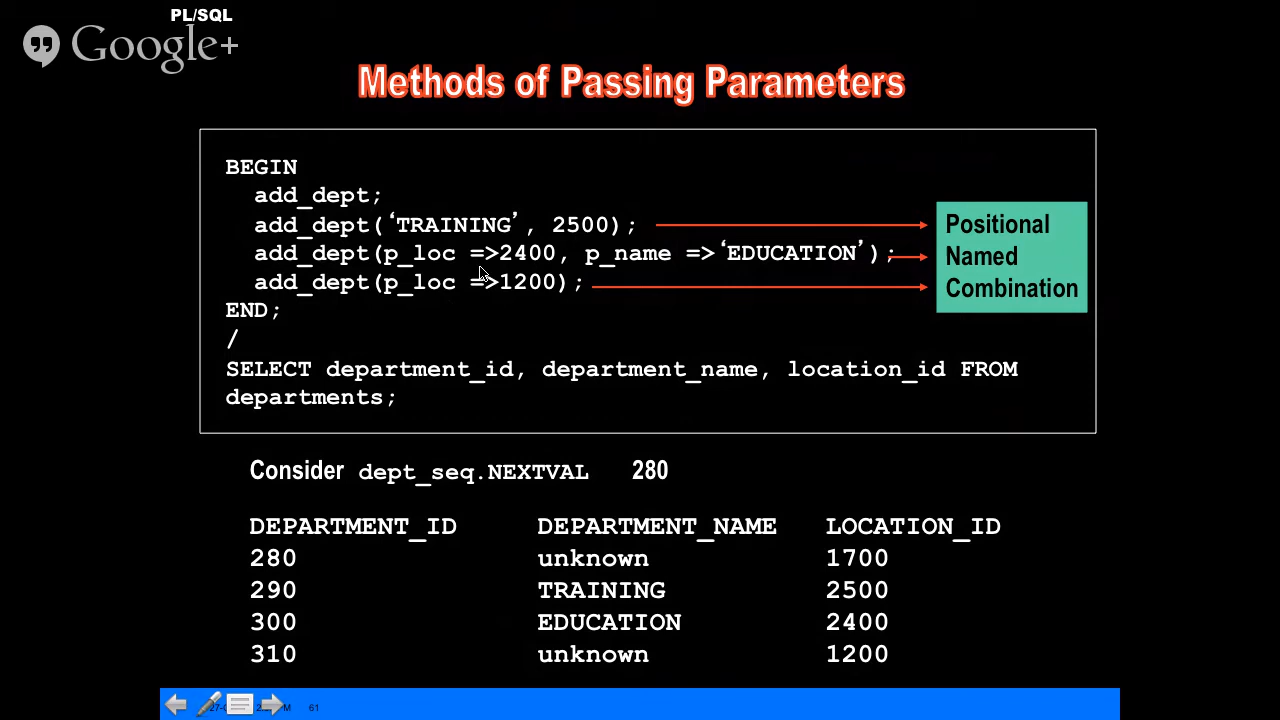 PL/SQL
Google+
Methods of Passing Parameters
BEGIN
add_dept;
add_dept(‘TRAINING’, 2500);
add_dept(p_loc =>2400, p_name =>‘EDUCATION’);
add_dept(p_loc =>1200);
END;
/
SELECT department_id, department_name, location_id FROM
departments;
Positional
Named
Combination
Consider dept_seq.NEXTVAL 280
DEPARTMENT_ID DEPARTMENT_NAME LOCATION_ID
280 unknown 1700
290 TRAINING 2500
300 EDUCATION 2400
310 unknown 1200
61